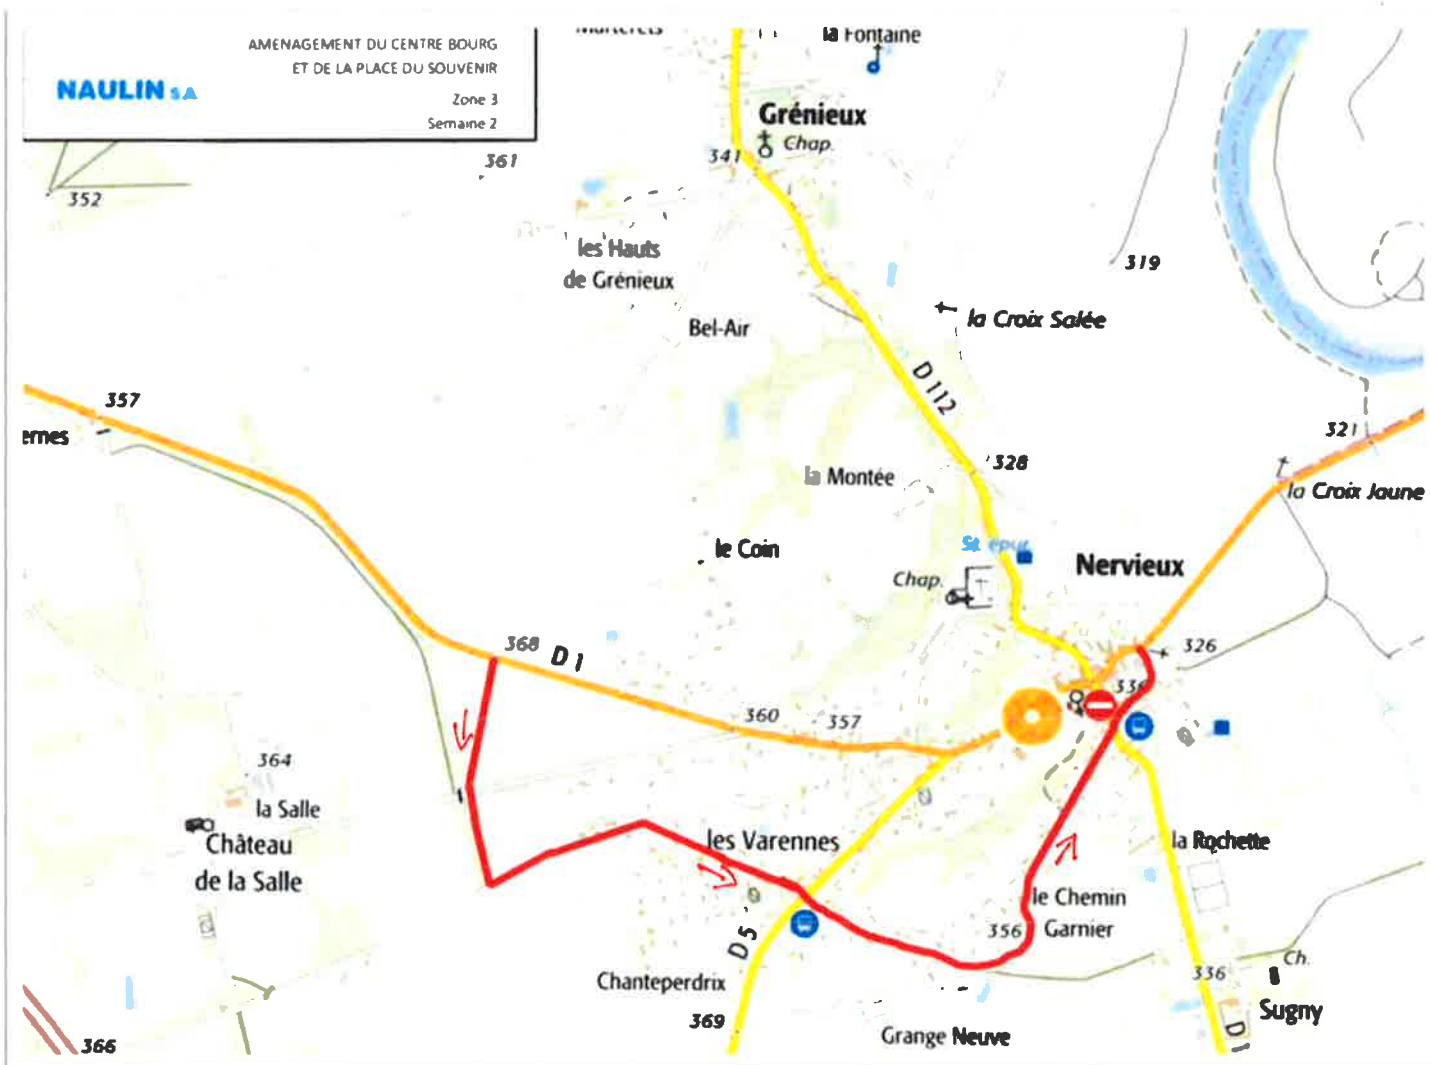 AMENAGEMENT DU CENTRE BOURG
ET DE LA PLACE DU SOUVENIR
NAULIN SA
Zone 3
Semaine 2
la Fontaine
Grénieux
Chap.
341
361
352
les Hauts
de Grénieux
319
la Croix Salée
Bel-Air
D 112
357
321
ernes
328
la Montée
la Croix Jaune
le Coin
St épur.
Nervieux
Chap.
368
D 1
326
336
360
357
364
la Salle
Château
de la Salle
les Varennes
la Rochette
le Chemin
Garnier
356
D 5
Chanteperdrix
336
Ch.
Sugny
369
Grange Neuve
D 1
366